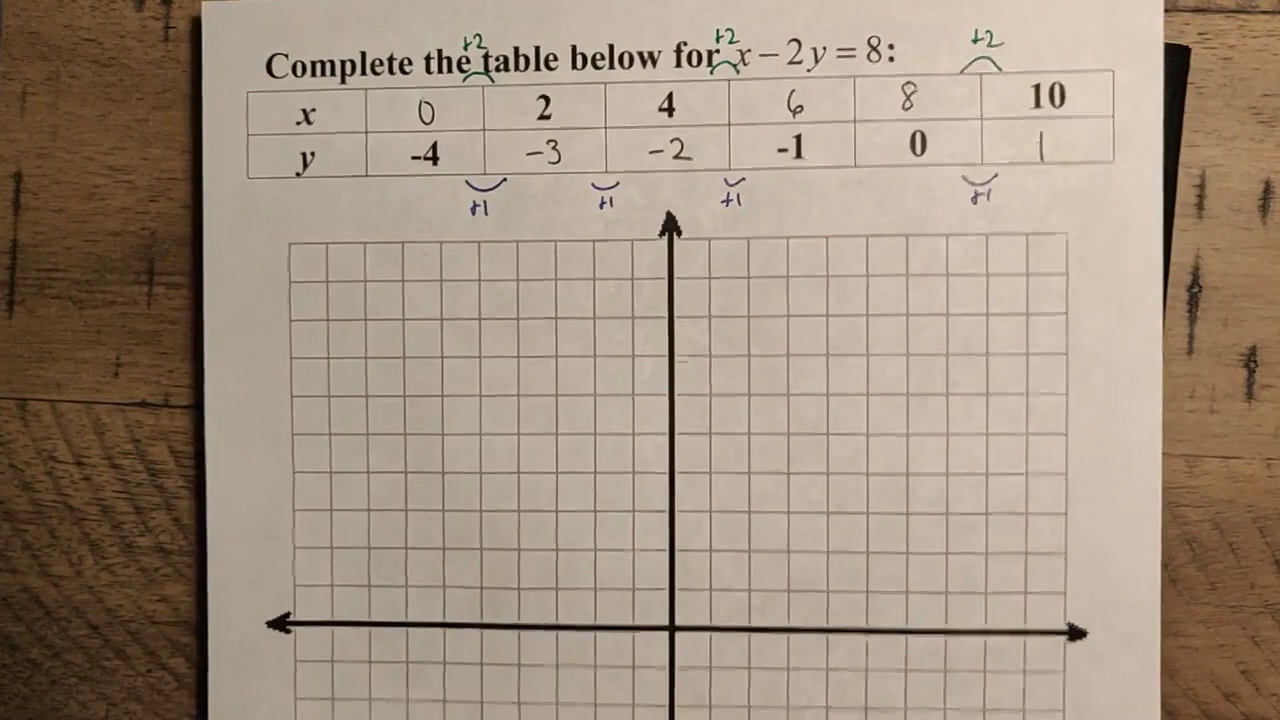 +2 +2 +2
Complete the table below for x – 2y = 8:
x 0 2 4 6 8 10
y -4 -3 -2 -1 0 1
+1 +1 +1 +1